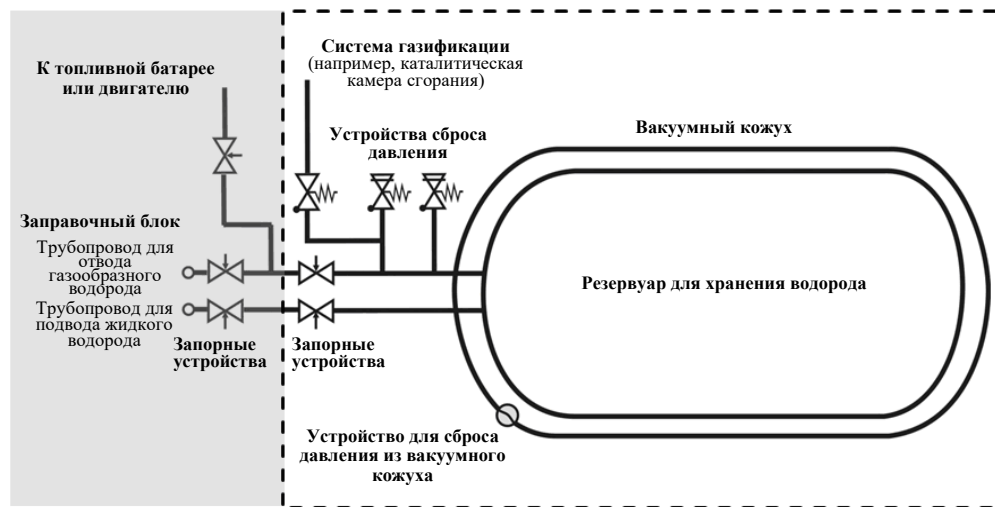 К топливной батарее
или двигателю
Система газификации
(например, каталитическая
камера сгорания)
Устройства сброса
давления
Вакуумный кожух
Заправочный блок
Трубопровод для
отвода
газообразного
водорода
Трубопровод для
подвода жидкого
водорода
Запорные
устройства
Запорные
устройства
Резервуар для хранения водорода
Устройство для сброса
давления из вакуумного
кожуха